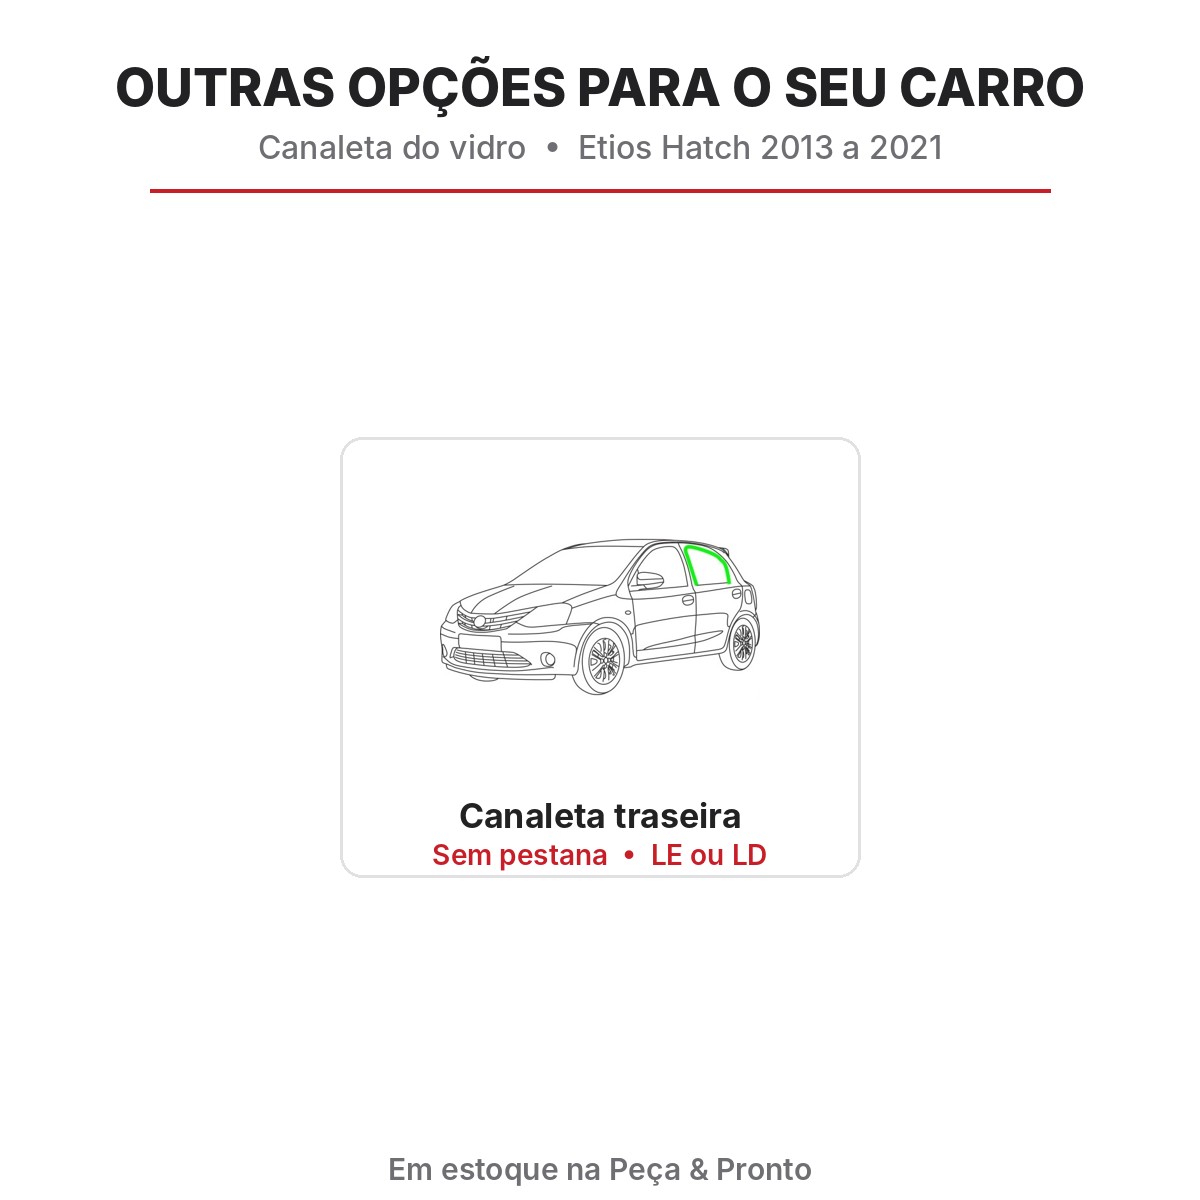 OUTRAS OPÇÕES PARA O SEU CARRO
Canaleta do vidro • Etios Hatch 2013 a 2021
Canaleta traseira
Sem pestana • LE ou LD
Em estoque na Peça & Pronto